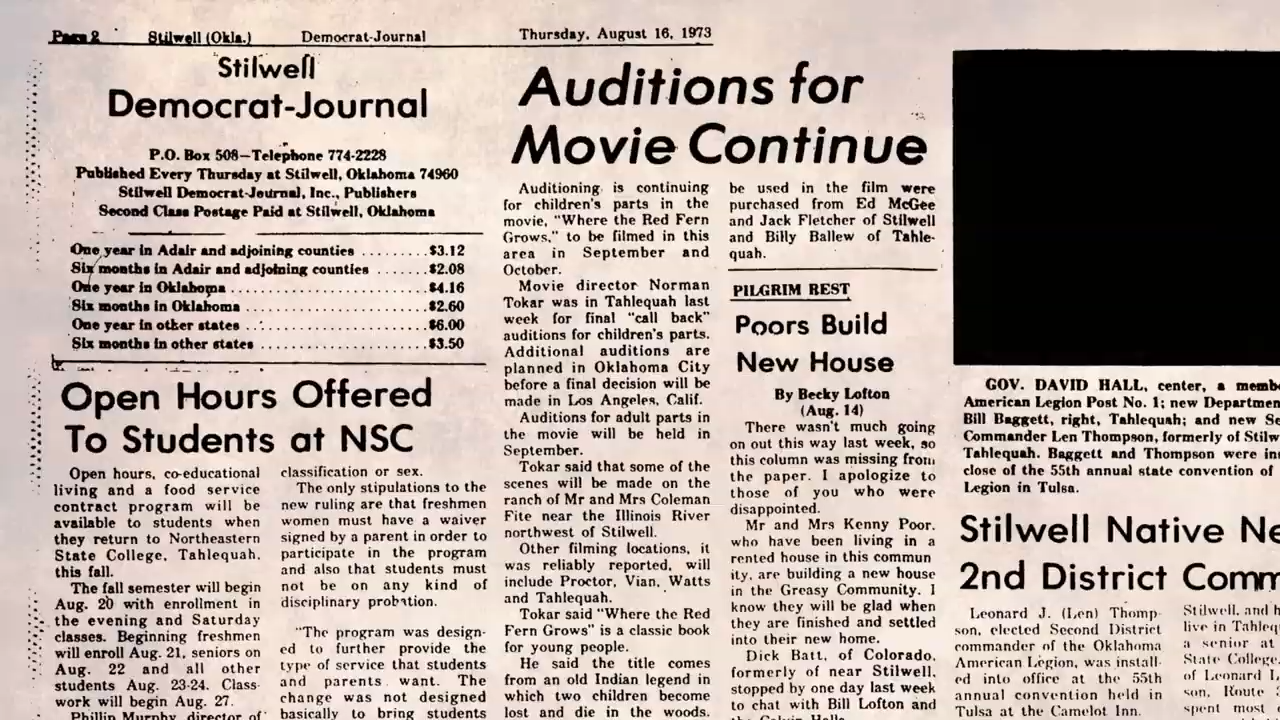 Page 2 Stilwell (Okla.) Democrat-Journal Thursday, August 16, 1973
Stilwell
Democrat-Journal
P.O. Box 508—Telephone 774-2228
Published Every Thursday at Stilwell, Oklahoma 74960
Stilwell Democrat-Journal, Inc., Publishers
Second Class Postage Paid at Stilwell, Oklahoma
One year in Adair and adjoining counties .........$3.12
Six months in Adair and adjoining counties .......$2.08
One year in Oklahoma .........................$4.16
Six months in Oklahoma .......................$2.60
One year in other states .......................$6.00
Six months in other states .....................$3.50
Open Hours Offered
To Students at NSC
Open hours, co-educational
living and a food service
contract program will be
available to students when
they return to Northeastern
State College, Tahlequah,
this fall.
The fall semester will begin
Aug. 20 with enrollment in
the evening and Saturday
classes. Beginning freshmen
will enroll Aug. 21, seniors on
Aug. 22 and all other
students Aug. 23-24. Class-
work will begin Aug. 27.
Phillip Murphy, director of
classification or sex.
The only stipulations to the
new ruling are that freshmen
women must have a waiver
signed by a parent in order to
participate in the program
and also that students must
not be on any kind of
disciplinary probation.
"The program was design-
ed to further provide the
type of service that students
and parents want. The
change was not designed
basically to bring students
Auditions for
Movie Continue
Auditioning is continuing
for children's parts in the
movie, "Where the Red Fern
Grows," to be filmed in this
area in September and
October.
Movie director Norman
Tokar was in Tahlequah last
week for final "call back"
auditions for children's parts.
Additional auditions are
planned in Oklahoma City
before a final decision will be
made in Los Angeles, Calif.
Auditions for adult parts in
the movie will be held in
September.
Tokar said that some of the
scenes will be made on the
ranch of Mr and Mrs Coleman
Fite near the Illinois River
northwest of Stilwell.
Other filming locations, it
was reliably reported, will
include Proctor, Vian, Watts
and Tahlequah.
Tokar said "Where the Red
Fern Grows" is a classic book
for young people.
He said the title comes
from an old Indian legend in
which two children become
lost and die in the woods.
be used in the film were
purchased from Ed McGee
and Jack Fletcher of Stilwell
and Billy Ballew of Tahle-
quah.
PILGRIM REST
Poors Build
New House
By Becky Lofton
(Aug. 14)
There wasn't much going
on out this way last week, so
this column was missing from
the paper. I apologize to
those of you who were
disappointed.
Mr and Mrs Kenny Poor,
who have been living in a
rented house in this commun
ity, are building a new house
in the Greasy Community. I
know they will be glad when
they are finished and settled
into their new home.
Dick Batt, of Colorado,
formerly of near Stilwell,
stopped by one day last week
to chat with Bill Lofton and
the Calvin Halls.
GOV. DAVID HALL, center, a memb
American Legion Post No. 1; new Departmen
Bill Baggett, right, Tahlequah; and new Se
Commander Len Thompson, formerly of Stilw
Tahlequah. Baggett and Thompson were in
close of the 55th annual state convention of
Legion in Tulsa.
Stilwell Native Ne
2nd District Comm
Leonard J. (Len) Thomp-
son, elected Second District
commander of the Oklahoma
American Legion, was install-
ed into office at the 55th
annual convention held in
Tulsa at the Camelot Inn.
Stilwell, and h
live in Tahleq
a senior at
State College,
of Leonard L
son, Route
spent most